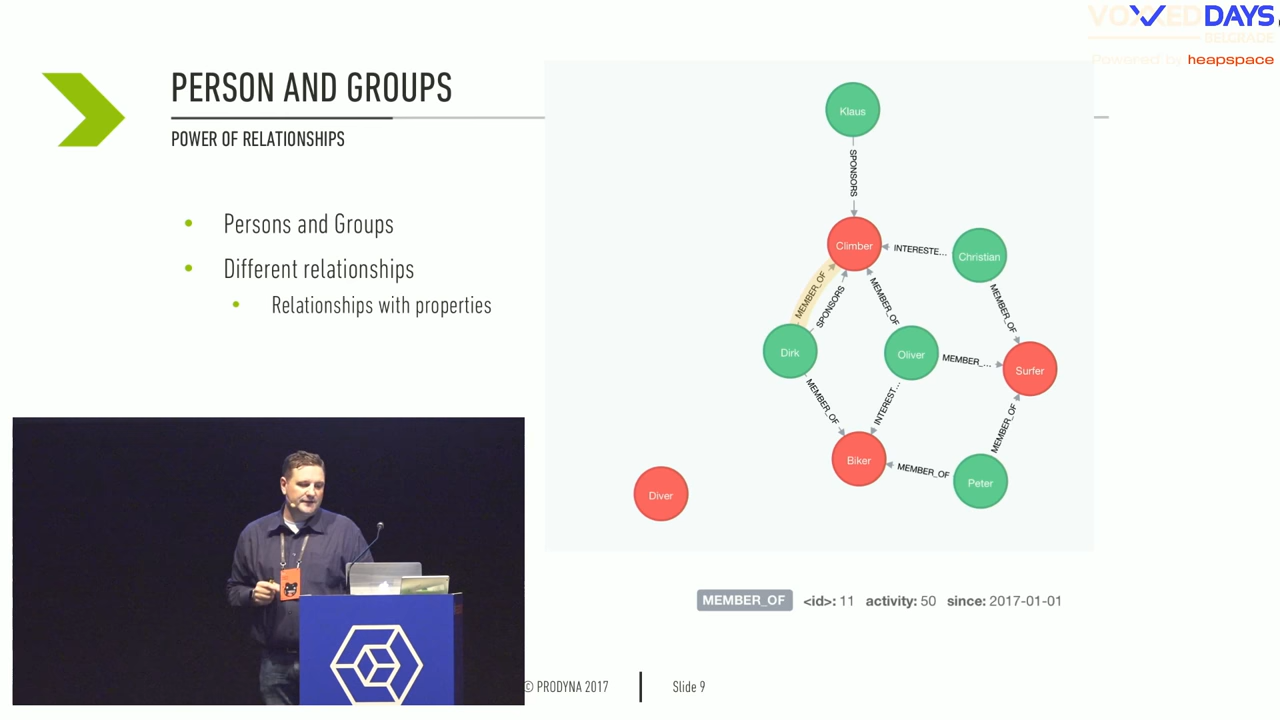 VOXXED DAYS
BELGRADE
Powered by heapspace
PERSON AND GROUPS
POWER OF RELATIONSHIPS
• Persons and Groups
• Different relationships
• Relationships with properties
Klaus
SPONSORS
Climber
INTERESTE...
Christian
MEMBER_OF
SPONSORS
MEMBER_OF
MEMBER_OF
Dirk
Oliver
MEMBER_...
Surfer
MEMBER_OF
INTEREST...
MEMBER_OF
Biker
MEMBER_OF
Peter
Diver
MEMBER_OF <id>: 11 activity: 50 since: 2017-01-01
© PRODYNA 2017
Slide 9